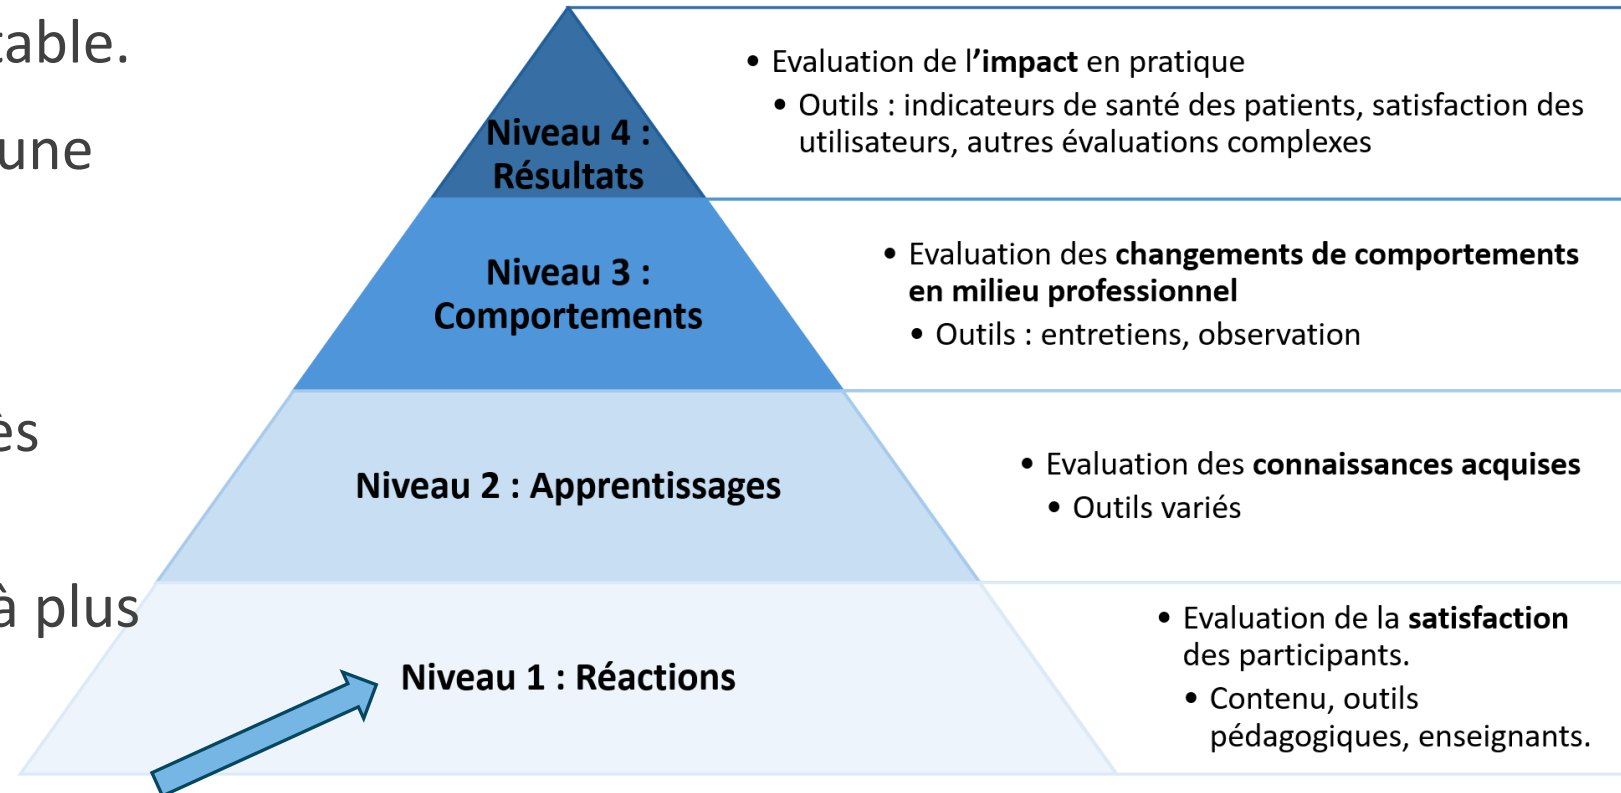 table.
une
ès
à plus
Niveau 4 :
Résultats
• Evaluation de l’impact en pratique
• Outils : indicateurs de santé des patients, satisfaction des
utilisateurs, autres évaluations complexes
Niveau 3 :
Comportements
• Evaluation des changements de comportements
en milieu professionnel
• Outils : entretiens, observation
Niveau 2 : Apprentissages
• Evaluation des connaissances acquises
• Outils variés
Niveau 1 : Réactions
• Evaluation de la satisfaction
des participants.
• Contenu, outils
pédagogiques, enseignants.